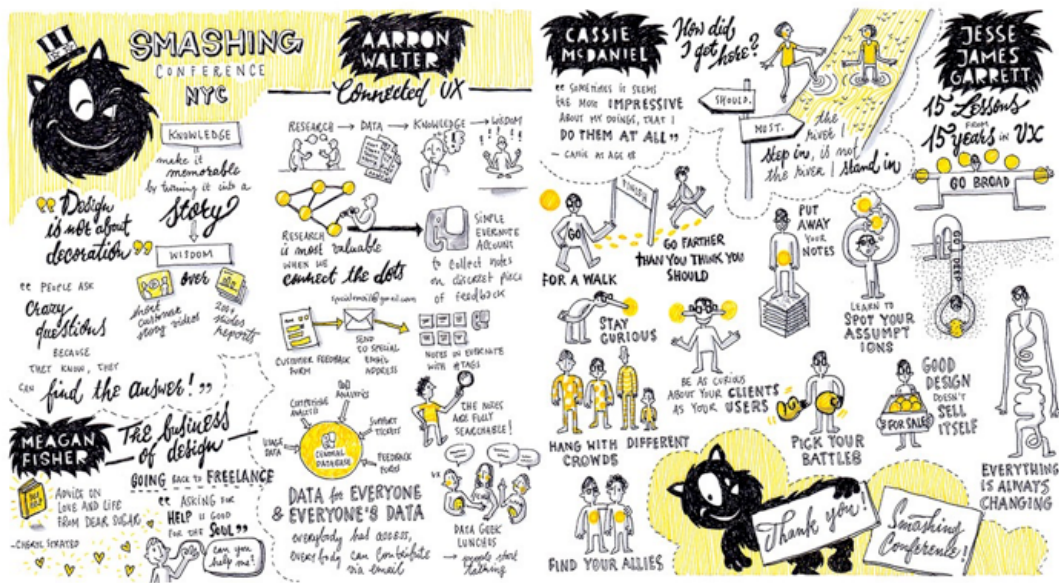 SMASHING
CONFERENCE
NYC
KNOWLEDGE
make it
memorable
by turning it into a
story
WISDOM
over
short
customer
story videos
200+
slides
reports
"Design
is not about
decoration"
"PEOPLE ASK
crazy
questions
BECAUSE
THEY KNOW, THEY
CAN find the answer!"
AARRON
WALTER
Connected UX
RESEARCH → DATA → KNOWLEDGE → WISDOM
RESEARCH
is most valuable
WHEN WE
connect the dots
SIMPLE
EVERNOTE
ACCOUNT
to collect notes
on discreet piece
of feedback
specialemail@gmail.com
CUSTOMER FEEDBACK
FORM
SEND
TO SPECIAL
EMAIL
ADDRESS
NOTES IN EVERNOTE
WITH #TAGS
THE NOTES
ARE FULLY
SEARCHABLE!
ANALYTICS
COMPETITIVE
ANALYSIS
USAGE
DATA
SUPPORT
TICKETS
CENTRAL
DATABASE
FEEDBACK
FORM
DATA for EVERYONE
& EVERYONE'S DATA
everybody has access,
everybody can contribute
via email
UX
DATA GEEK
LUNCHES
→ people start
talking
MEAGAN
FISHER
The business
of design
GOING BACK TO FREELANCE
ADVICE ON
LOVE AND LIFE
FROM DEAR SUGAR
- CHERYL STRAYED
"ASKING FOR
HELP IS GOOD
FOR THE SOUL"
can you
help me?
CASSIE
McDANIEL
How did
I get here?
"SOMETIMES IS SEEMS
THE MOST IMPRESSIVE
ABOUT MY DOINGS, THAT I
DO THEM AT ALL"
- CASSIE AS AGE
SHOULD.
MUST.
the
river I
step in, is not
the river I stand in
JESSE
JAMES
GARRETT
15 Lessons
FROM
15 years IN UX
GO BROAD
GO DEEP
GO
FOR A WALK
FINISH
GO FARTHER
THAN YOU THINK YOU
SHOULD
PUT
AWAY
YOUR
NOTES
LEARN TO
SPOT YOUR
ASSUMPT
IONS
STAY
CURIOUS
BE AS CURIOUS
ABOUT YOUR CLIENTS
AS YOUR USERS
HANG WITH DIFFERENT
CROWDS
PICK YOUR
BATTLES
FOR SALE
GOOD
DESIGN
DOESN'T
SELL
ITSELF
EVERYTHING
IS ALWAYS
CHANGING
FIND YOUR ALLIES
Thank you!
Smashing
Conference!